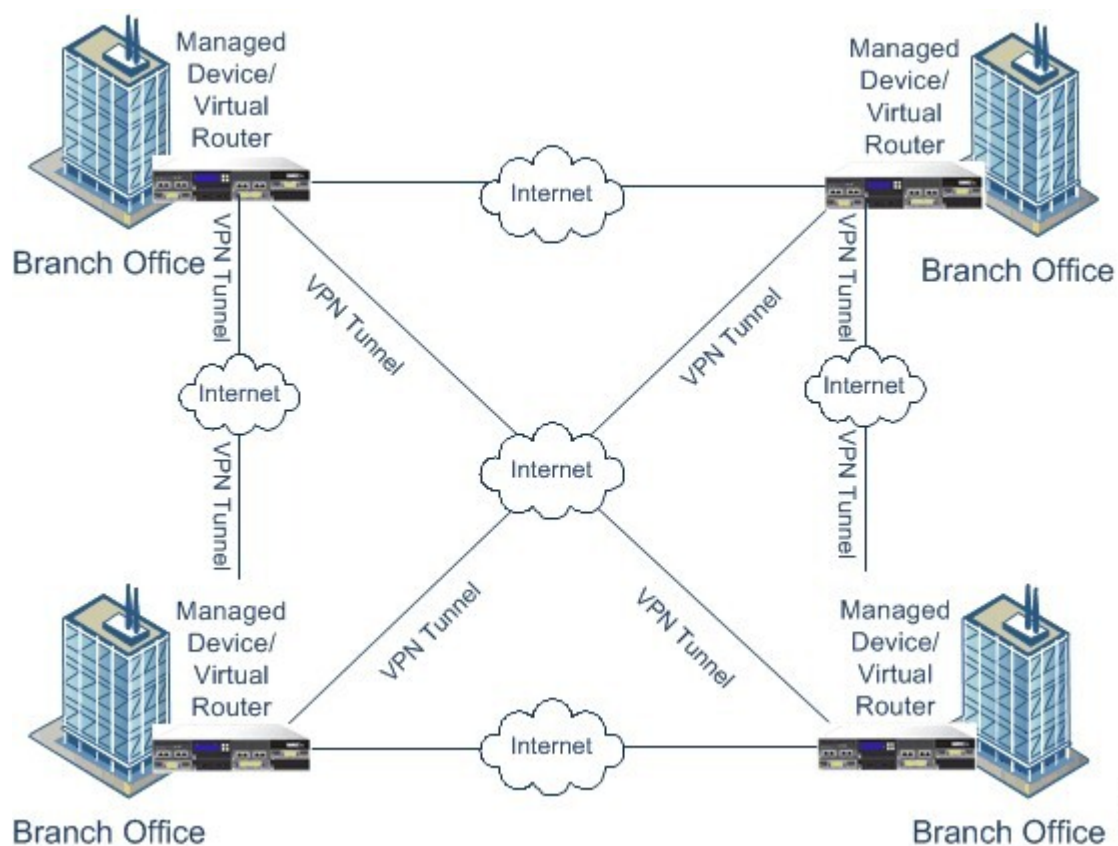 Managed
Device/
Virtual
Router
Managed
Device/
Virtual
Router
Internet
Branch Office
Branch Office
VPN Tunnel
VPN Tunnel
VPN Tunnel
VPN Tunnel
Internet
Internet
Internet
VPN Tunnel
VPN Tunnel
VPN Tunnel
VPN Tunnel
Managed
Device/
Virtual
Router
Managed
Device/
Virtual
Router
Internet
Branch Office
Branch Office